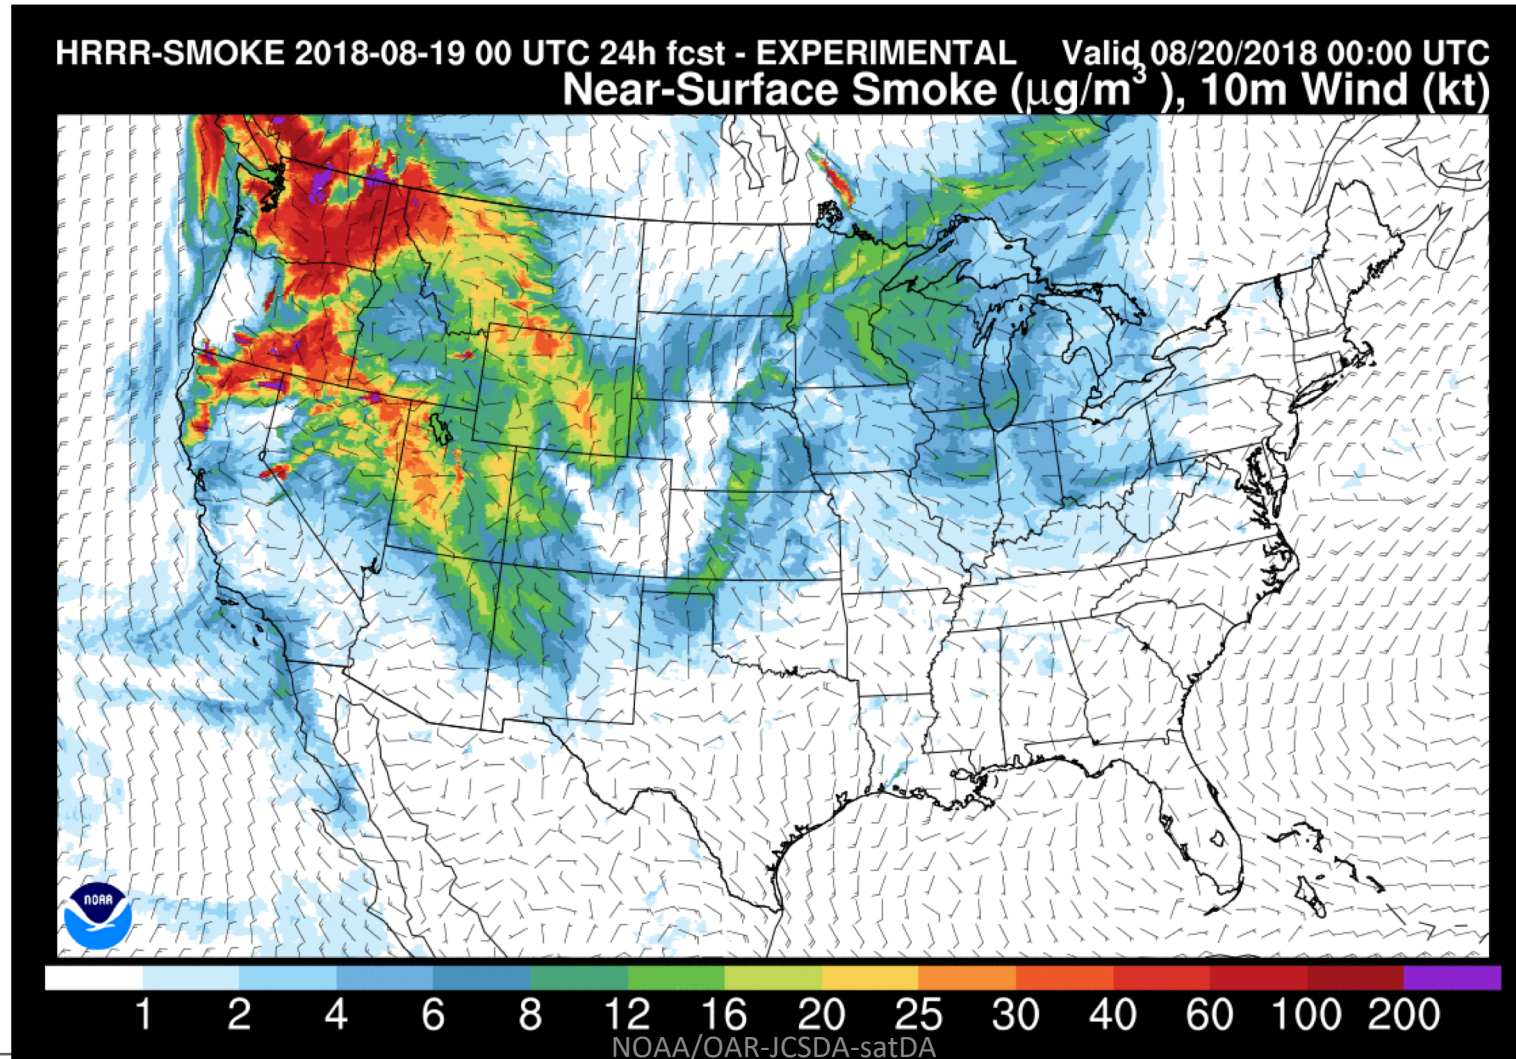 HRRR-SMOKE 2018-08-19 00 UTC 24h fcst - EXPERIMENTAL Valid 08/20/2018 00:00 UTC
Near-Surface Smoke (µg/m³ ), 10m Wind (kt)
NOAA
1 2 4 6 8 12 16 20 25 30 40 60 100 200
NOAA/OAR-JCSDA-satDA